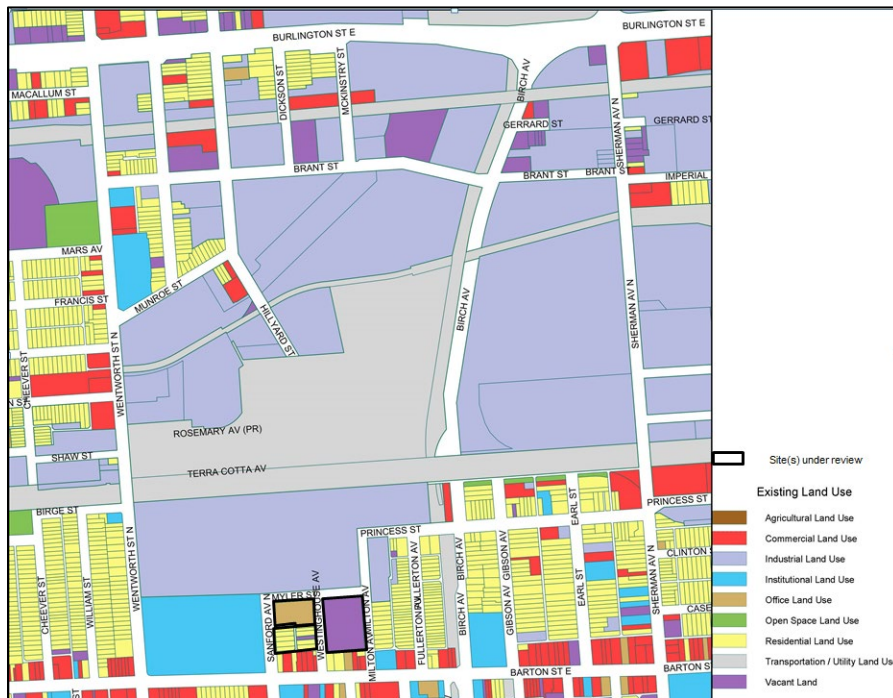 BURLINGTON ST E
BURLINGTON ST E
MACALLUM ST
DICKSON ST
MCKINSTRY ST
BIRCH AV
SHERMAN AV N
GERRARD ST
GERRARD ST
BRANT ST
BRANT ST
BRANT ST
IMPERIAL
MARS AV
FRANCIS ST
MUNROE ST
HILLYARD ST
BIRCH AV
SHERMAN AV N
CHEEVER ST
WENTWORTH ST N
N ST
ROSEMARY AV (PR)
SHAW ST
TERRA COTTA AV
BIRGE ST
PRINCESS ST
PRINCESS ST
EARL ST
CLINTON S
CHEEVER ST
WILLIAM ST
WENTWORTH ST N
SANFORD AV N
MYLER S
WESTINGHOUSE AV
MILTON AV
MILTON AV
FULLERTON AV
FULLERTON AV
BIRCH AV
BIRCH AV
GIBSON AV
GIBSON AV
EARL ST
SHERMAN AV N
CASE
BARTON ST E
BARTON ST
ST
Site(s) under review
Existing Land Use
Agricultural Land Use
Commercial Land Use
Industrial Land Use
Institutional Land Use
Office Land Use
Open Space Land Use
Residential Land Use
Transportation / Utility Land Us
Vacant Land